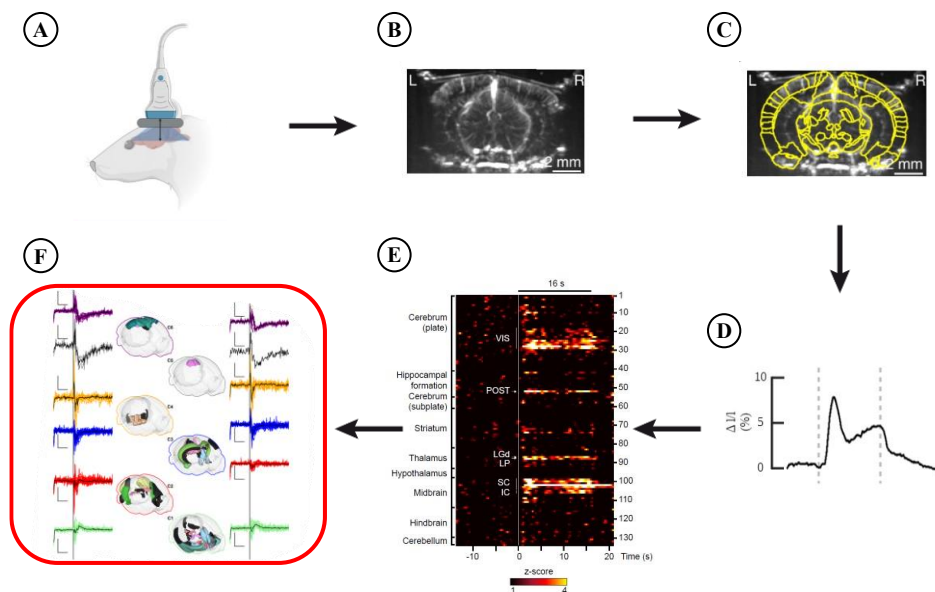 A
B
C
L
R
2 mm
L
R
2 mm
F
E
D
16 s
Cerebrum
(plate)
Hippocampal
formation
Cerebrum
(subplate)
Striatum
Thalamus
Hypothalamus
Midbrain
Hindbrain
Cerebellum
VIS
POST
LGd
LP
SC
IC
1
10
20
30
40
50
60
70
80
90
100
110
120
130
-10
0
10
20
Time (s)
z-score
1
4
10
5
0
Δ I/I
(%)